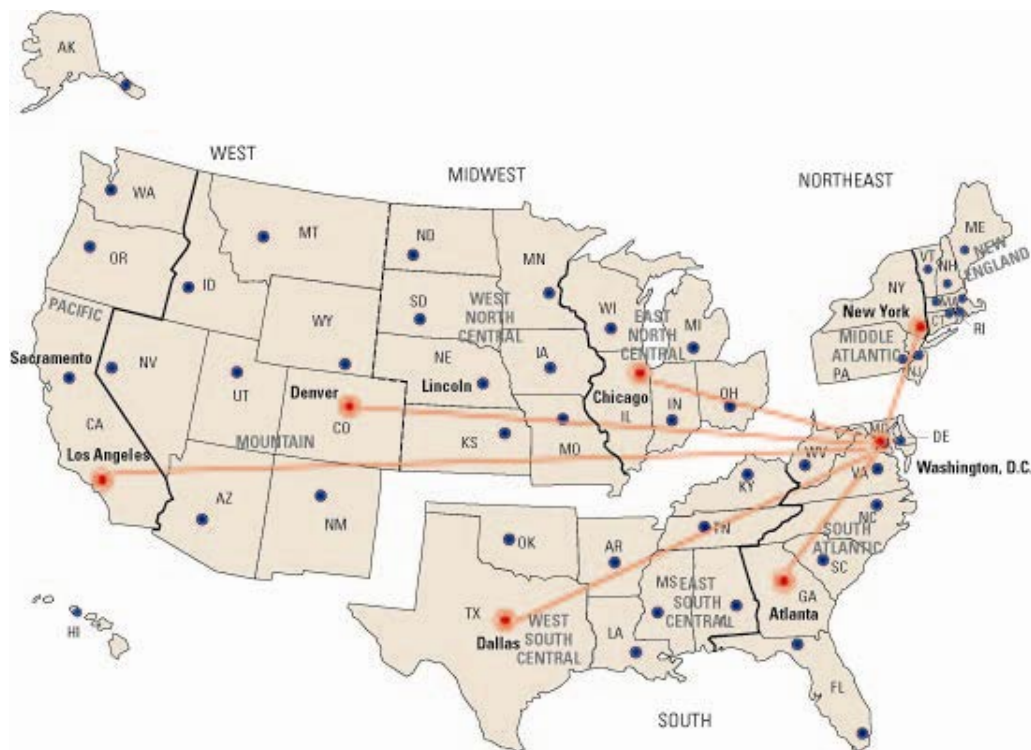 AK
WEST
MIDWEST
NORTHEAST
WA
MT
ND
MN
ME
OR
ID
SD
WI
MI
VT
NH
NEW
ENGLAND
NY
PACIFIC
WY
WEST
NORTH
CENTRAL
EAST
NORTH
CENTRAL
New York
MA
CT
RI
MIDDLE
ATLANTIC
PA
NJ
Sacramento
NV
UT
Denver
NE
Lincoln
IA
Chicago
IL
IN
OH
CA
CO
MOUNTAIN
KS
MO
WV
MD
DE
Los Angeles
Washington, D.C.
VA
KY
AZ
NM
OK
AR
TN
NC
SOUTH
ATLANTIC
SC
HI
TX
Dallas
WEST
SOUTH
CENTRAL
LA
MS
EAST
SOUTH
CENTRAL
AL
GA
Atlanta
FL
SOUTH